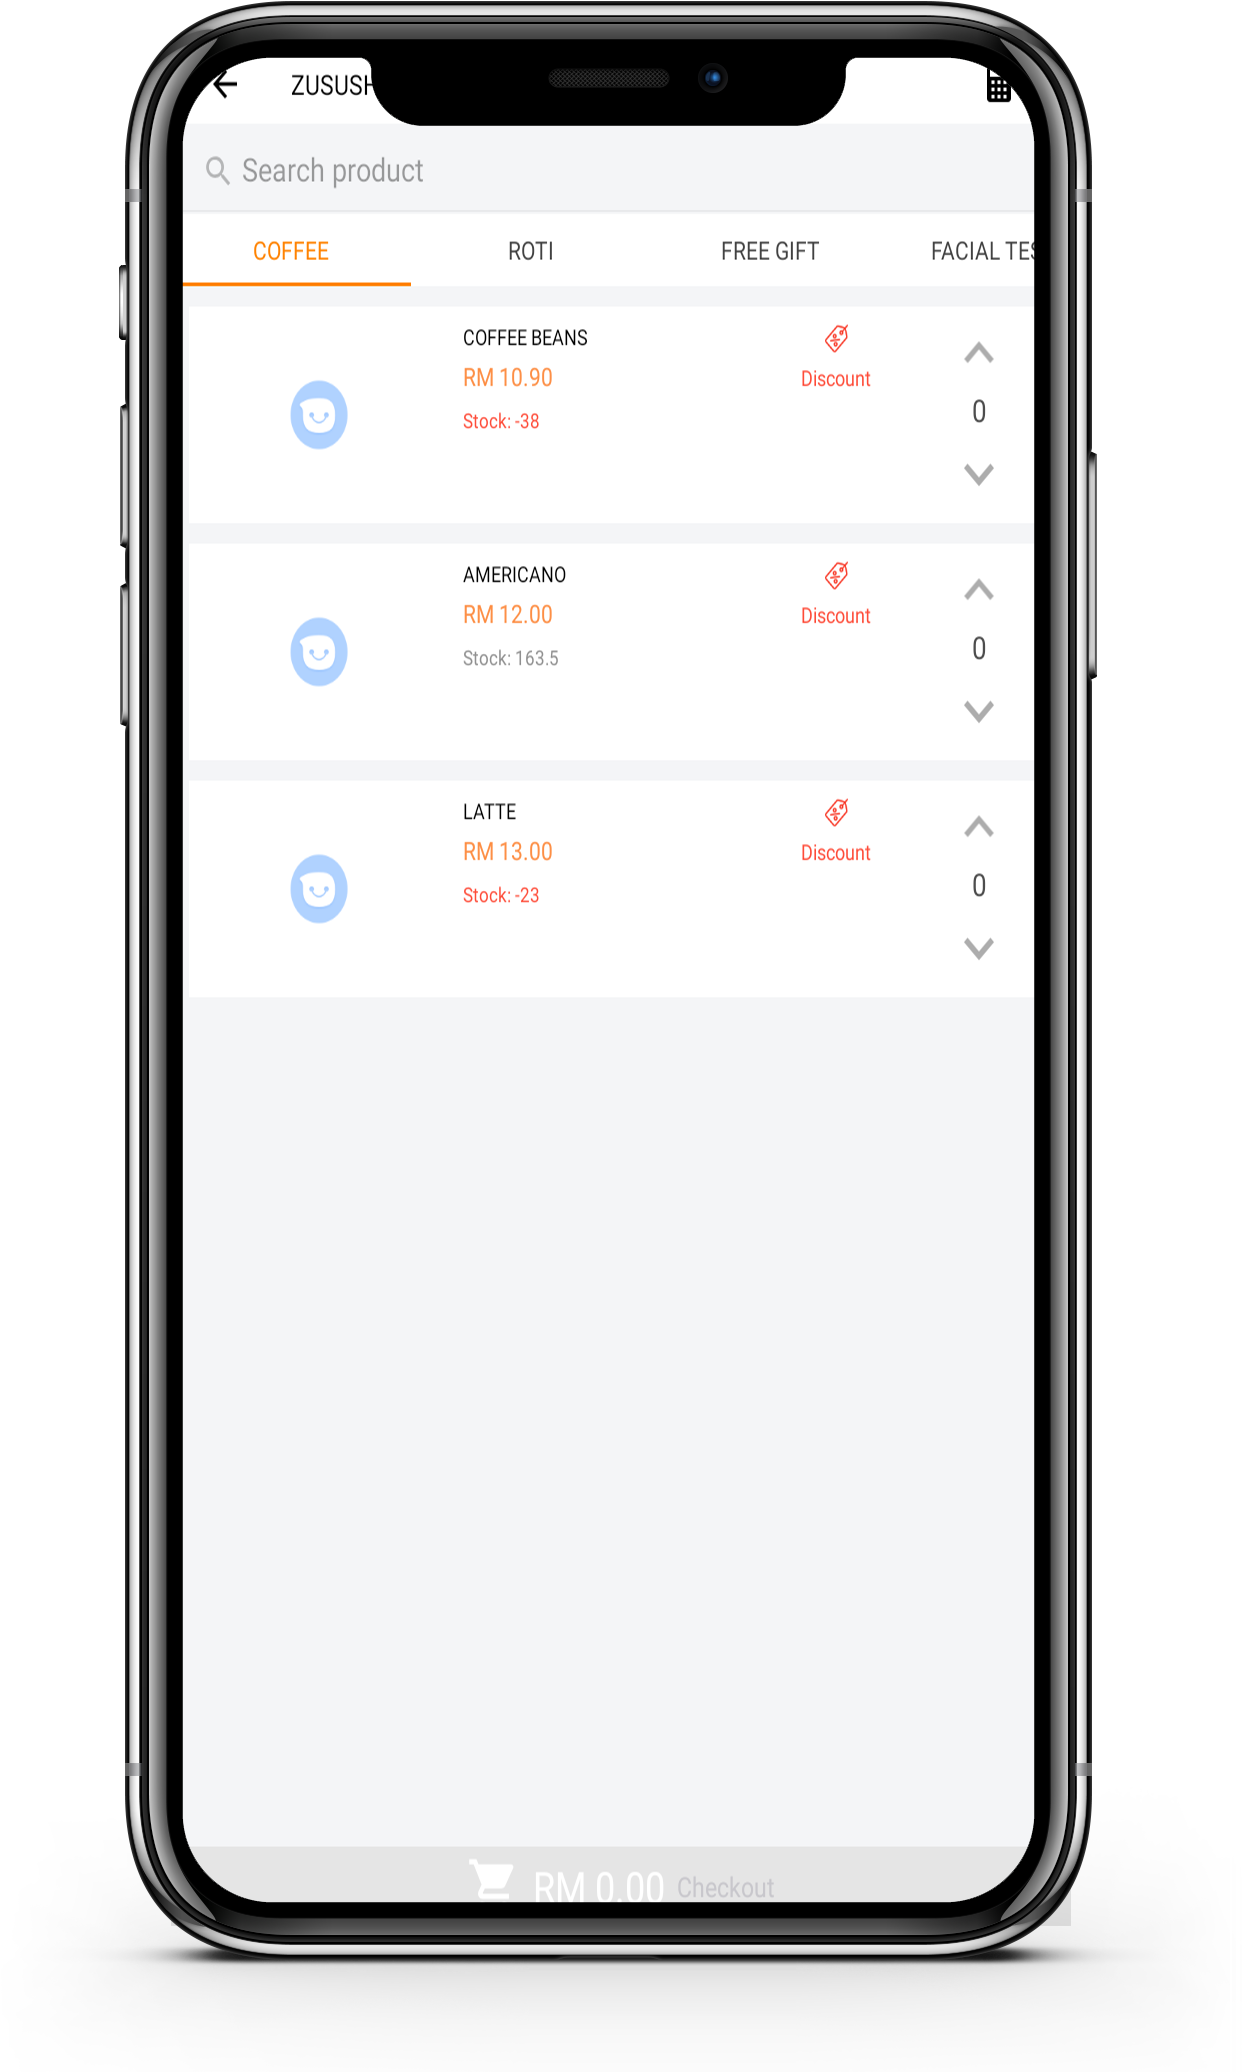 ZUSUSH
Search product
COFFEE ROTI FREE GIFT FACIAL TES
COFFEE BEANS
RM 10.90
Stock: -38
Discount
0
AMERICANO
RM 12.00
Stock: 163.5
Discount
0
LATTE
RM 13.00
Stock: -23
Discount
0
RM 0.00 Checkout